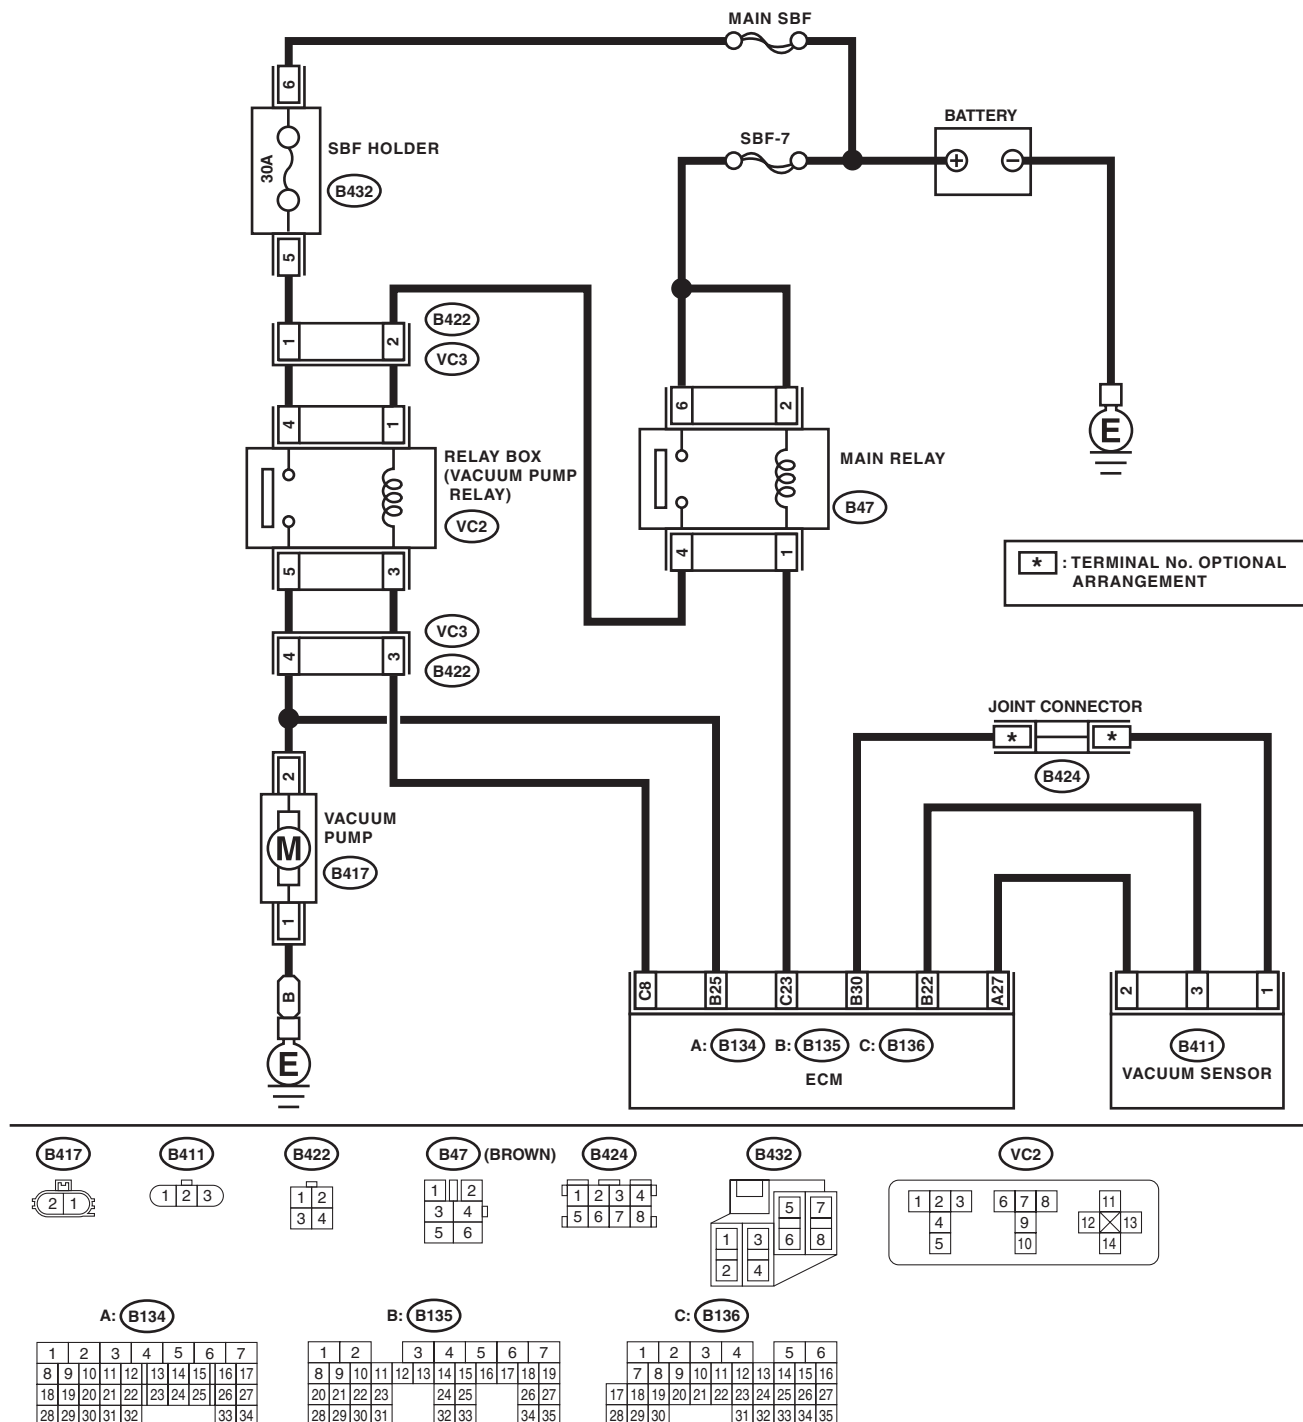 MAIN SBF
6
BATTERY
SBF-7
SBF HOLDER
30A
+ −
B432
5
B422
1 2
VC3
6 2
4 1
E
RELAY BOX
(VACUUM PUMP
RELAY)
MAIN RELAY
VC2
B47
* : TERMINAL No. OPTIONAL
ARRANGEMENT
4 1
5 3
VC3
4 3
B422
JOINT CONNECTOR
* *
B424
2
VACUUM
PUMP
M
B417
1
B
C8 B25 C23 B30 B22 A27
2 3 1
E
A: B134 B: B135 C: B136
ECM
B411
VACUUM SENSOR
B417 B411 B422 B47 (BROWN) B424 B432 VC2
2 1
1 2 3
1 2
3 4
1 2
3 4
5 6
1 2 3 4
5 6 7 8
5 7
6 8
1 3
2 4
1 2 3
4
5
6 7 8
9
10
11
12 13
14
A: B134
1 2 3 4 5 6 7
8 9 10 11 12 13 14 15 16 17
18 19 20 21 22 23 24 25 26 27
28 29 30 31 32 33 34
B: B135
1 2 3 4 5 6 7
8 9 10 11 12 13 14 15 16 17 18 19
20 21 22 23 24 25 26 27
28 29 30 31 32 33 34 35
C: B136
1 2 3 4 5 6
7 8 9 10 11 12 13 14 15 16
17 18 19 20 21 22 23 24 25 26 27
28 29 30 31 32 33 34 35